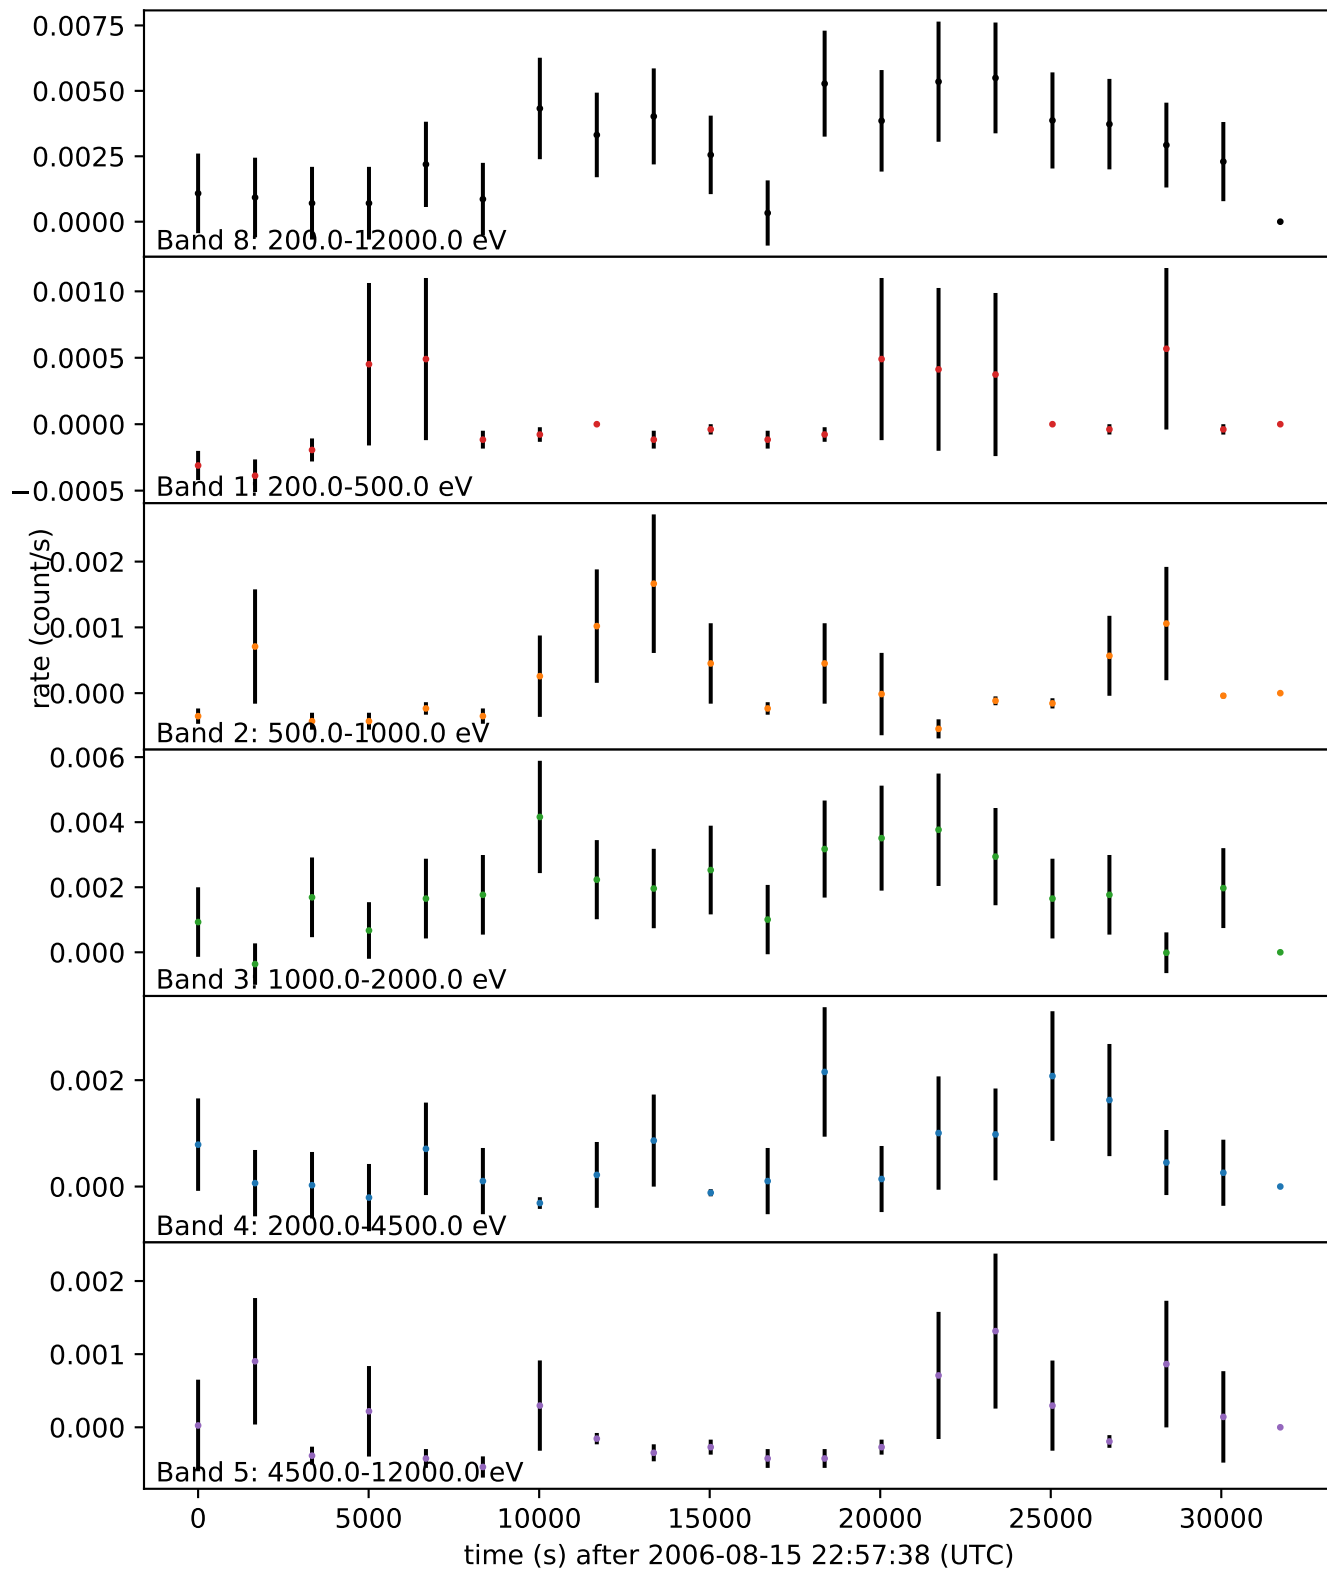 0.0075
0.0050
0.0025
0.0000
Band 8: 200.0-12000.0 eV
0.0010
0.0005
0.0000
−0.0005
Band 1: 200.0-500.0 eV
rate (count/s)
0.002
0.001
0.000
Band 2: 500.0-1000.0 eV
0.006
0.004
0.002
0.000
Band 3: 1000.0-2000.0 eV
0.002
0.000
Band 4: 2000.0-4500.0 eV
0.002
0.001
0.000
Band 5: 4500.0-12000.0 eV
0 5000 10000 15000 20000 25000 30000
time (s) after 2006-08-15 22:57:38 (UTC)